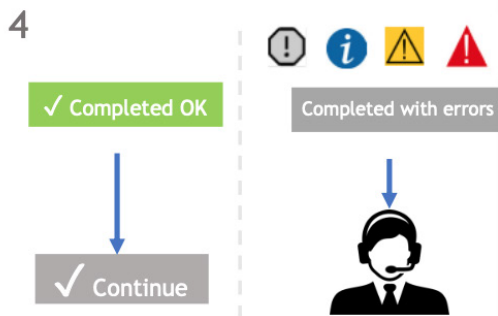 4
✓ Completed OK
Completed with errors
✓ Continue